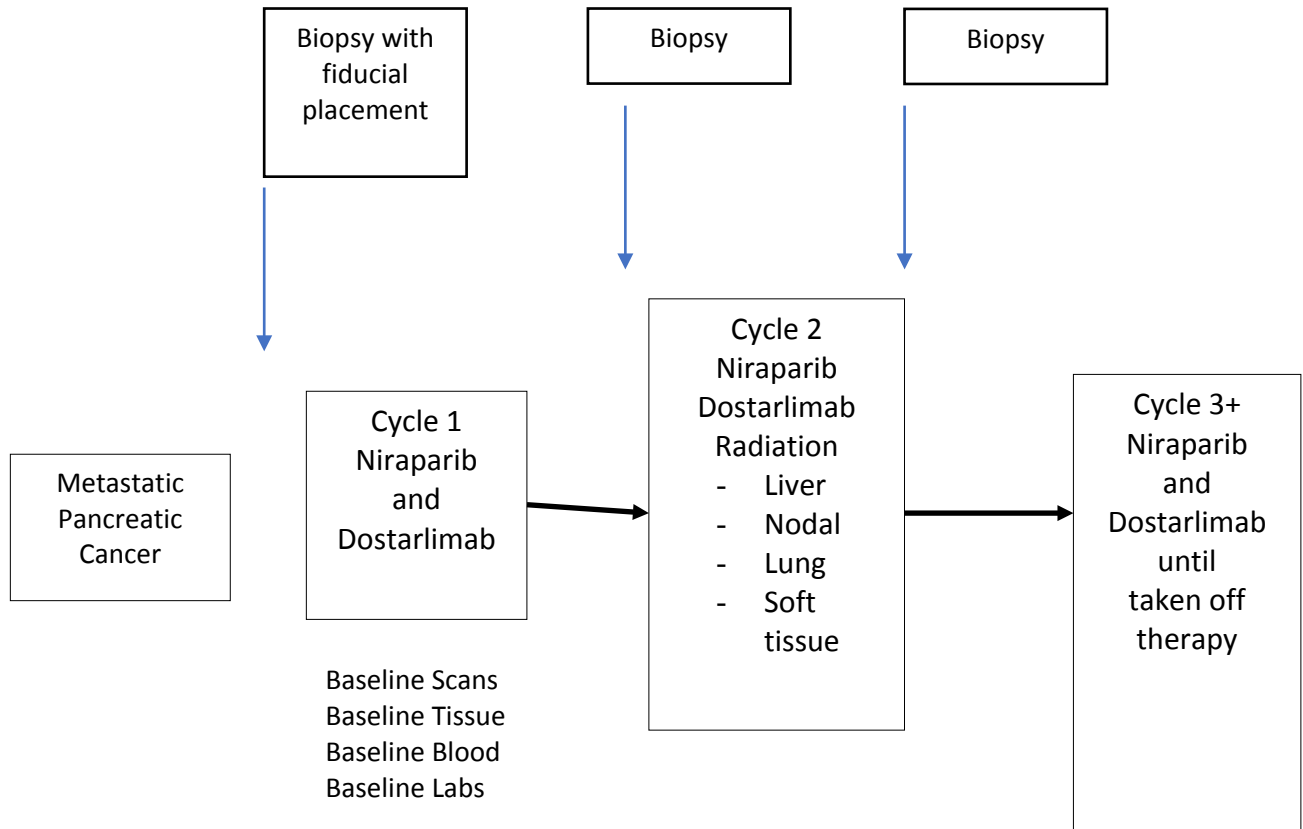 Biopsy with
fiducial
placement
Biopsy
Biopsy
Metastatic
Pancreatic
Cancer
Cycle 1
Niraparib
and
Dostarlimab
Baseline Scans
Baseline Tissue
Baseline Blood
Baseline Labs
Cycle 2
Niraparib
Dostarlimab
Radiation
- Liver
- Nodal
- Lung
- Soft
tissue
Cycle 3+
Niraparib
and
Dostarlimab
until
taken off
therapy